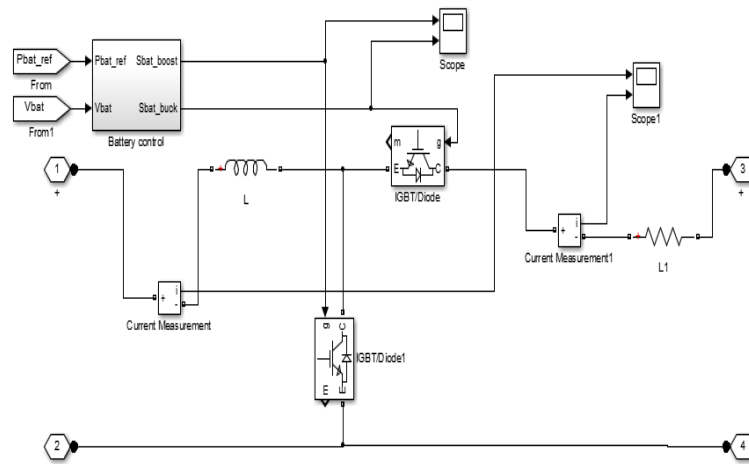 Pbat_ref
From
Vbat
From1
Pbat_ref
Sbat_boost
Vbat
Sbat_buck
Battery control
Scope
Scope1
m
g
E
C
IGBT/Diode
1
+
L
3
+
+
i
-
Current Measurement1
L1
+
i
-
Current Measurement
g
C
IGBT/Diode1
m
E
2
4